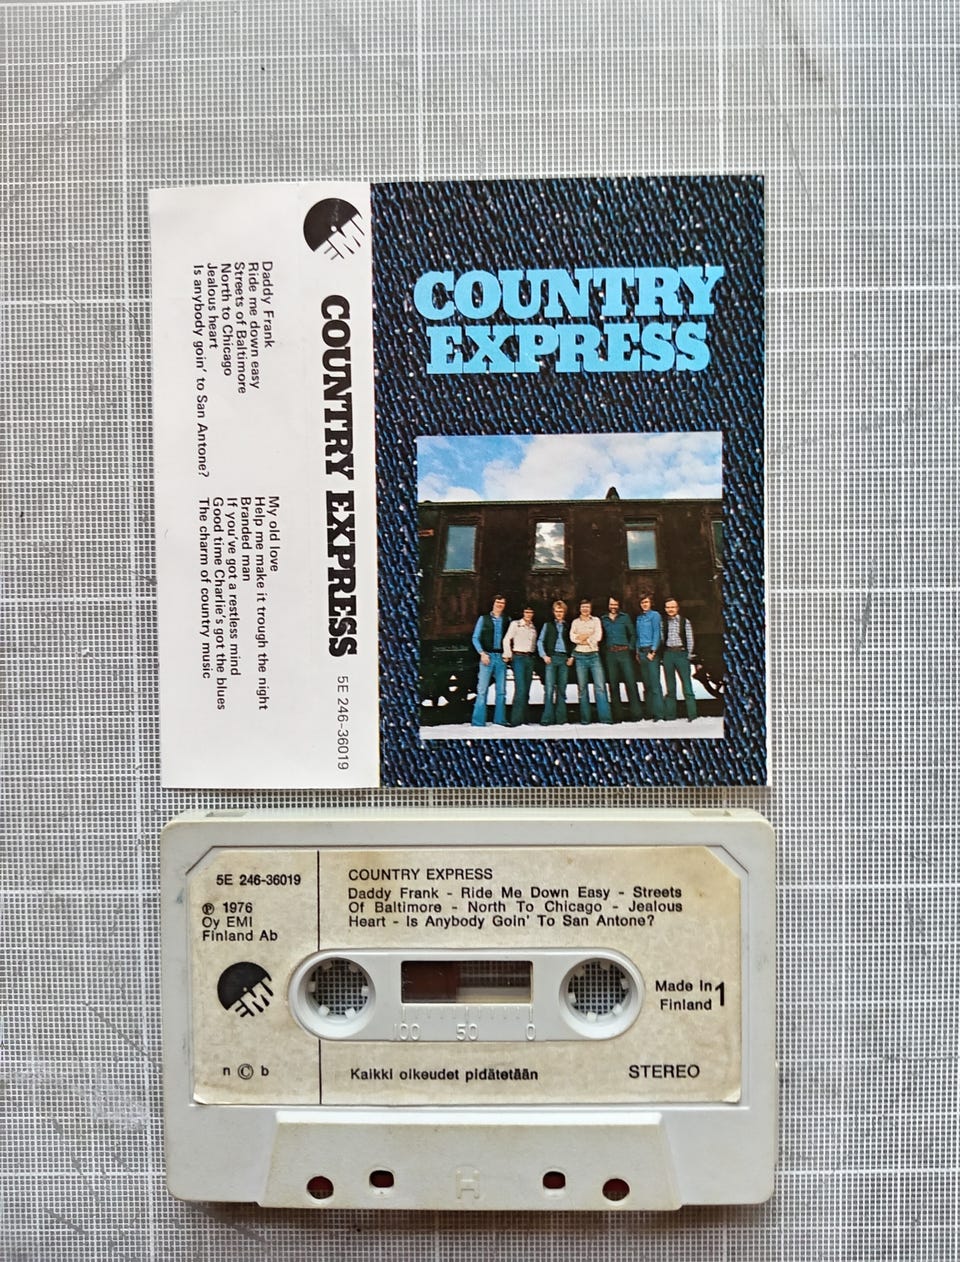 COUNTRY
EXPRESS
EMI
COUNTRY EXPRESS 5E 246-36019
Daddy Frank
Ride me down easy
Streets of Baltimore
North to Chicago
Jealous heart
Is anybody goin' to San Antone?
My old love
Help me make it trough the night
Branded man
If you've got a restless mind
Good time Charlie's got the blues
The charm of country music
5E 246-36019
℗ 1976
Oy EMI
Finland Ab
EMI
n © b
COUNTRY EXPRESS
Daddy Frank - Ride Me Down Easy - Streets
Of Baltimore - North To Chicago - Jealous
Heart - Is Anybody Goin' To San Antone?
100 50 0
Made In
Finland
1
Kaikki oikeudet pidätetään
STEREO